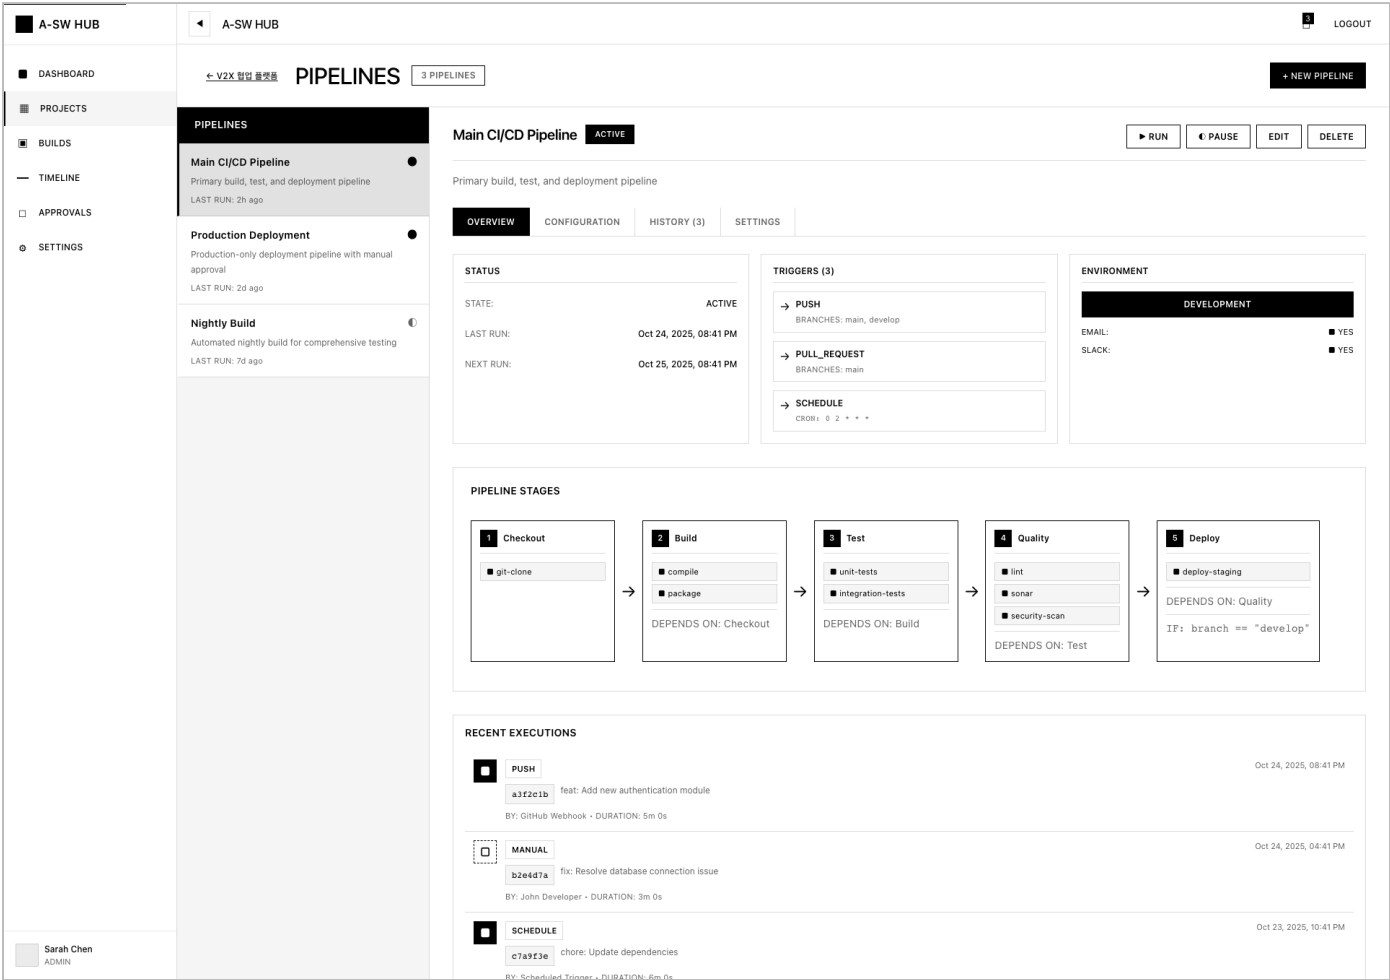 A-SW HUB
DASHBOARD
PROJECTS
BUILDS
TIMELINE
APPROVALS
SETTINGS
Sarah Chen
ADMIN
A-SW HUB
3
LOGOUT
← V2X 협업 플랫폼
PIPELINES
3 PIPELINES
+ NEW PIPELINE
PIPELINES
Main CI/CD Pipeline
Primary build, test, and deployment pipeline
LAST RUN: 2h ago
Production Deployment
Production-only deployment pipeline with manual
approval
LAST RUN: 2d ago
Nightly Build
Automated nightly build for comprehensive testing
LAST RUN: 7d ago
Main CI/CD Pipeline
ACTIVE
RUN
PAUSE
EDIT
DELETE
Primary build, test, and deployment pipeline
OVERVIEW
CONFIGURATION
HISTORY (3)
SETTINGS
STATUS
STATE: ACTIVE
LAST RUN: Oct 24, 2025, 08:41 PM
NEXT RUN: Oct 25, 2025, 08:41 PM
TRIGGERS (3)
→ PUSH
BRANCHES: main, develop
→ PULL_REQUEST
BRANCHES: main
→ SCHEDULE
CRON: 0 2 * * *
ENVIRONMENT
DEVELOPMENT
EMAIL: YES
SLACK: YES
PIPELINE STAGES
1 Checkout
git-clone
→
2 Build
compile
package
DEPENDS ON: Checkout
→
3 Test
unit-tests
integration-tests
DEPENDS ON: Build
→
4 Quality
lint
sonar
security-scan
DEPENDS ON: Test
→
5 Deploy
deploy-staging
DEPENDS ON: Quality
IF: branch == "develop"
RECENT EXECUTIONS
PUSH
Oct 24, 2025, 08:41 PM
a3f2c1b feat: Add new authentication module
BY: GitHub Webhook • DURATION: 5m 0s
MANUAL
Oct 24, 2025, 04:41 PM
b2e4d7a fix: Resolve database connection issue
BY: John Developer • DURATION: 3m 0s
SCHEDULE
Oct 23, 2025, 10:41 PM
c7a9f3e chore: Update dependencies
BY: Scheduled Trigger • DURATION: 6m 0s